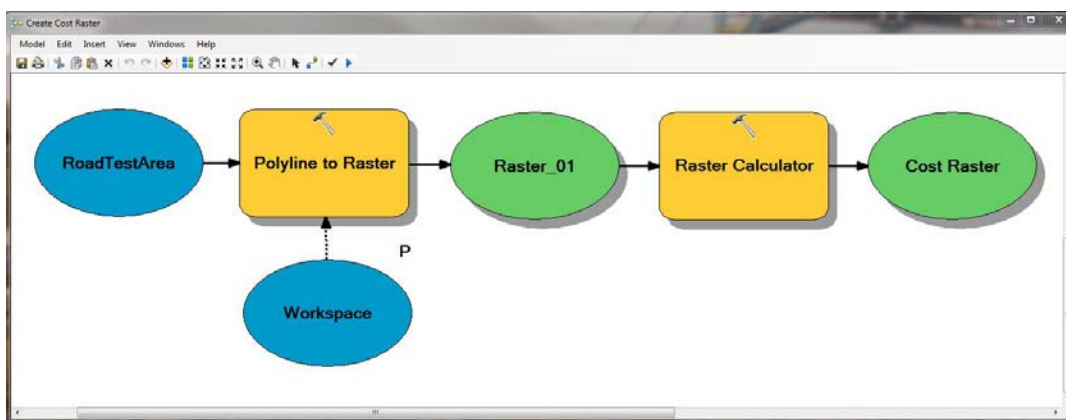 Create Cost Raster
Model Edit Insert View Windows Help
RoadTestArea
Polyline to Raster
Raster_01
Raster Calculator
Cost Raster
P
Workspace